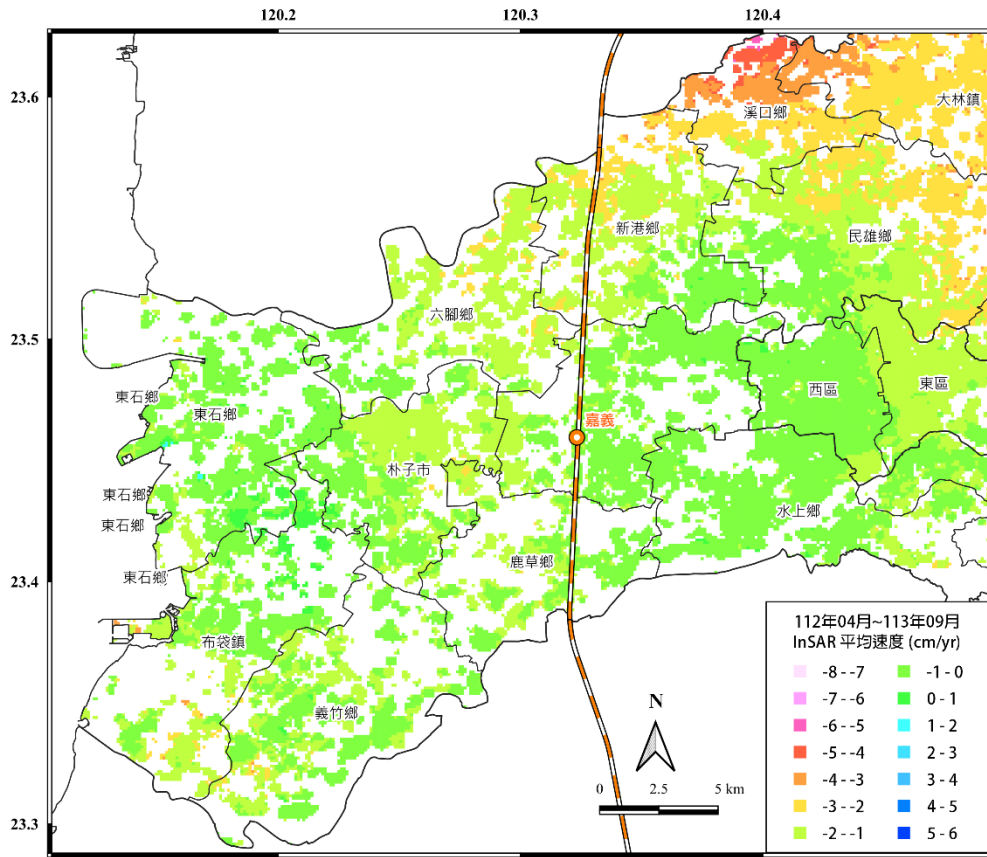 120.2
120.3
120.4
23.6
大林鎮
溪口鄉
新港鄉
民雄鄉
六腳鄉
23.5
西區
東區
東石鄉
東石鄉
嘉義
朴子市
東石鄉
水上鄉
東石鄉
鹿草鄉
東石鄉
23.4
布袋鎮
義竹鄉
23.3
N
0 2.5 5 km
112年04月~113年09月
InSAR 平均速度 (cm/yr)
-8 - -7
-7 - -6
-6 - -5
-5 - -4
-4 - -3
-3 - -2
-2 - -1
-1 - 0
0 - 1
1 - 2
2 - 3
3 - 4
4 - 5
5 - 6